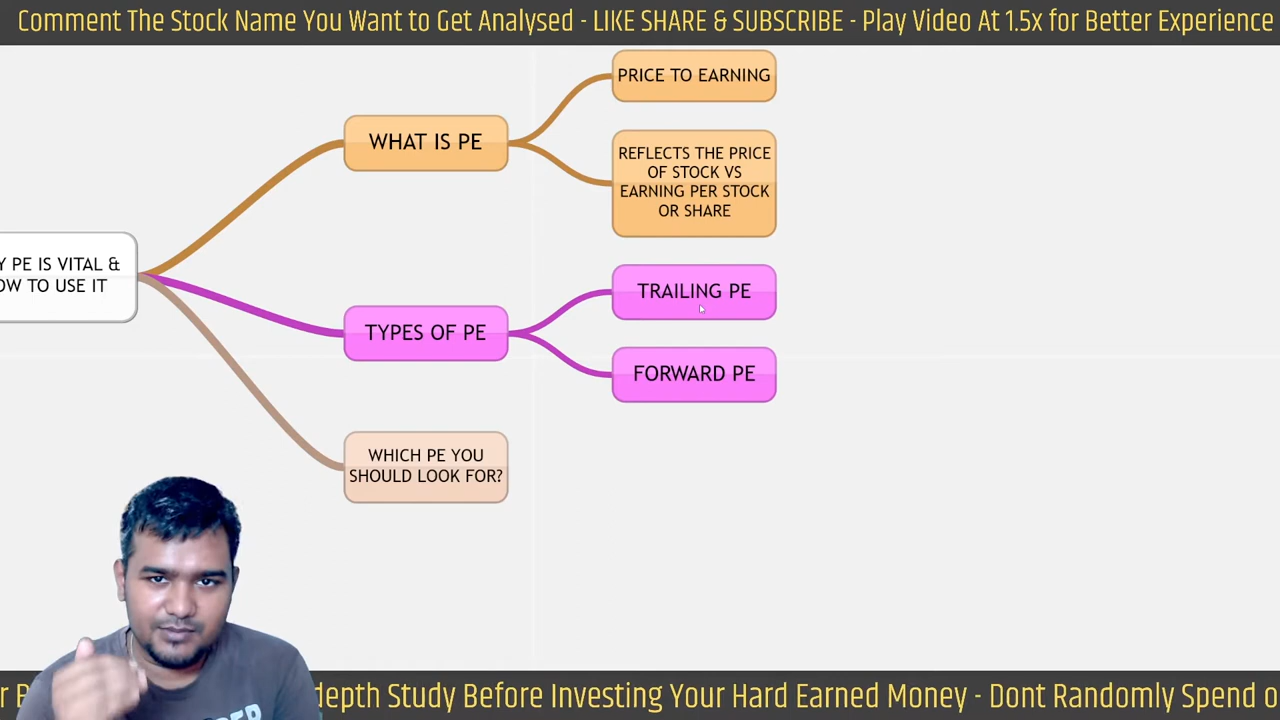 Comment The Stock Name You Want to Get Analysed - LIKE SHARE & SUBSCRIBE - Play Video At 1.5x for Better Experience
PRICE TO EARNING
WHAT IS PE
REFLECTS THE PRICE
OF STOCK VS
EARNING PER STOCK
OR SHARE
PE IS VITAL &
TO USE IT
TRAILING PE
TYPES OF PE
FORWARD PE
WHICH PE YOU
SHOULD LOOK FOR?
depth Study Before Investing Your Hard Earned Money - Dont Randomly Spend